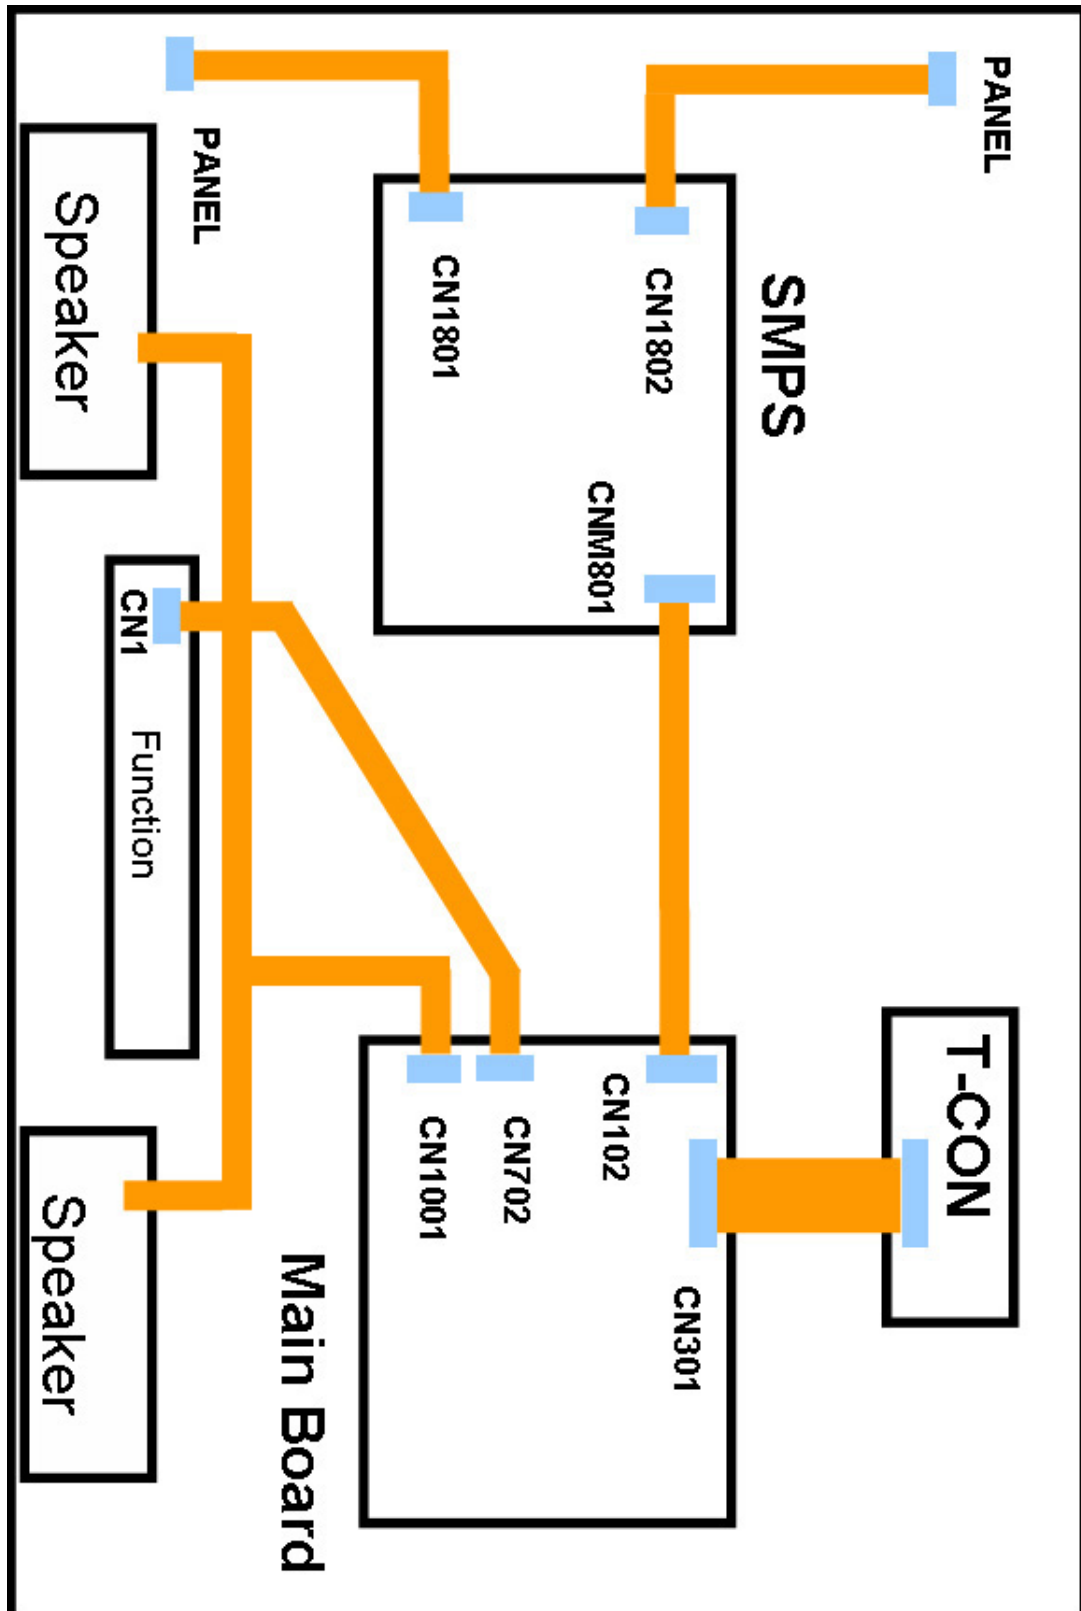 PANEL
T-CON
SMPS
CN1802
CNM801
CN102
CN301
CN1801
CN702
CN1001
PANEL
Main Board
Speaker
CN1
Function
Speaker